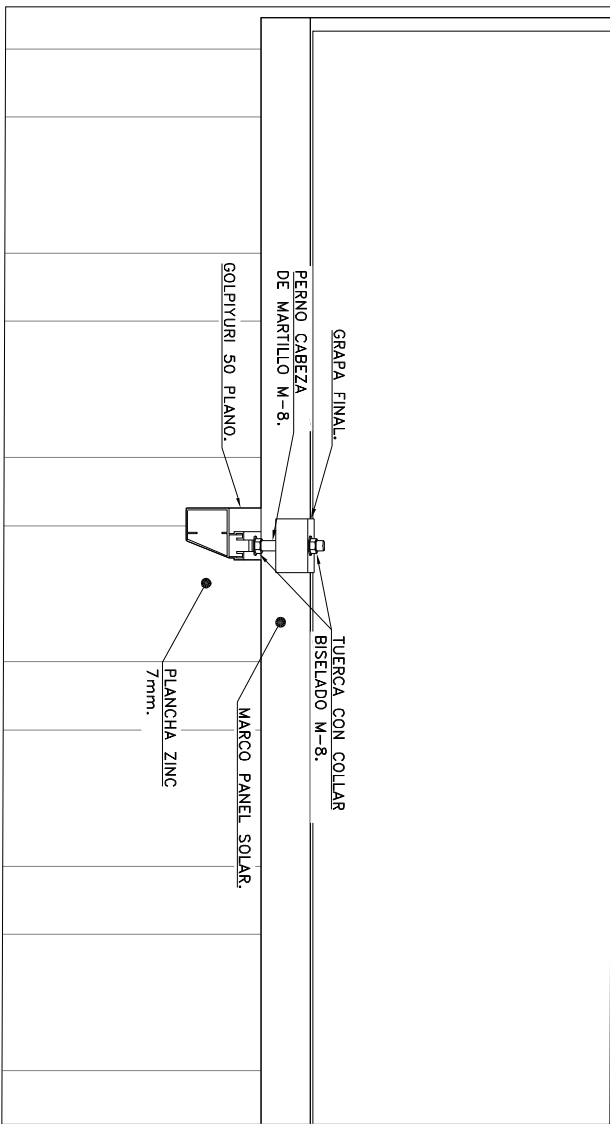 GRAPA FINAL.
TUERCA CON COLLAR
BISELADO M-8.
PERNO CABEZA
DE MARTILLO M-8.
MARCO PANEL SOLAR.
GOLPIYURI 50 PLANO.
PLANCHA ZINC
7mm.